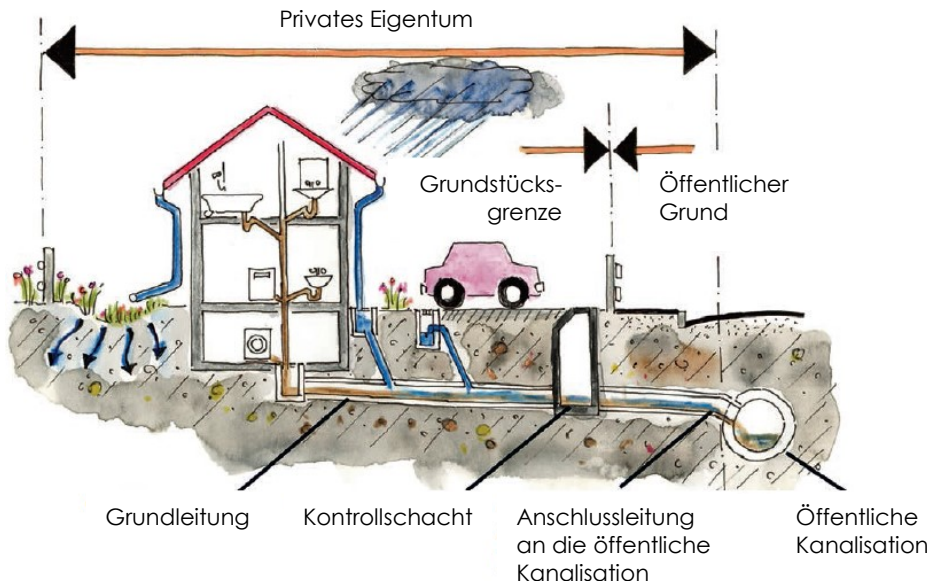 Privates Eigentum
Grundstücks-
grenze
Öffentlicher
Grund
Grundleitung
Kontrollschacht
Anschlussleitung
an die öffentliche
Kanalisation
Öffentliche
Kanalisation